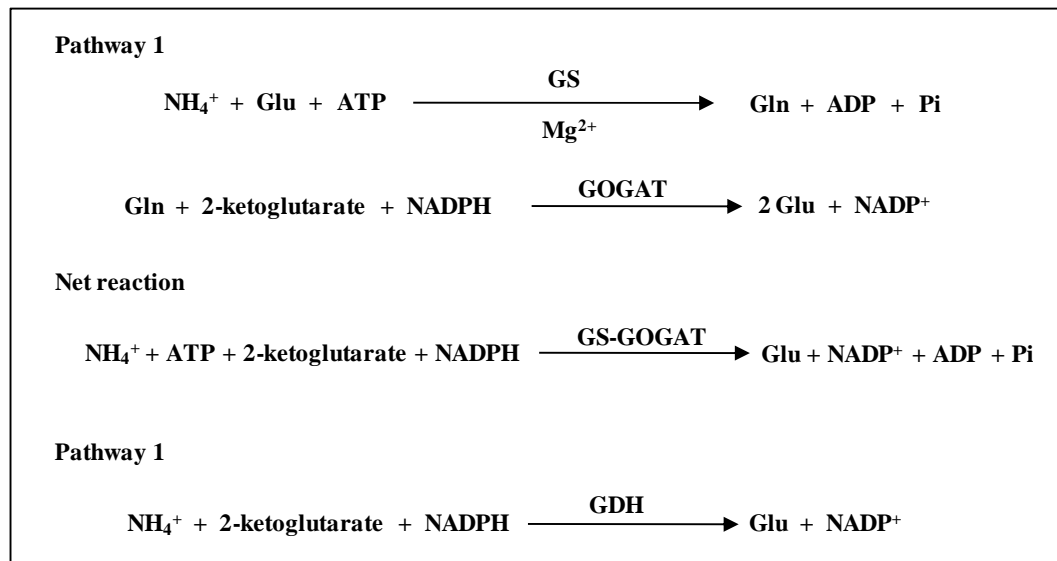 Pathway 1
GS
NH₄⁺ + Glu + ATP Gln + ADP + Pi
Mg²⁺
GOGAT
Gln + 2-ketoglutarate + NADPH 2 Glu + NADP⁺
Net reaction
GS-GOGAT
NH₄⁺ + ATP + 2-ketoglutarate + NADPH Glu + NADP⁺ + ADP + Pi
Pathway 1
GDH
NH₄⁺ + 2-ketoglutarate + NADPH Glu + NADP⁺